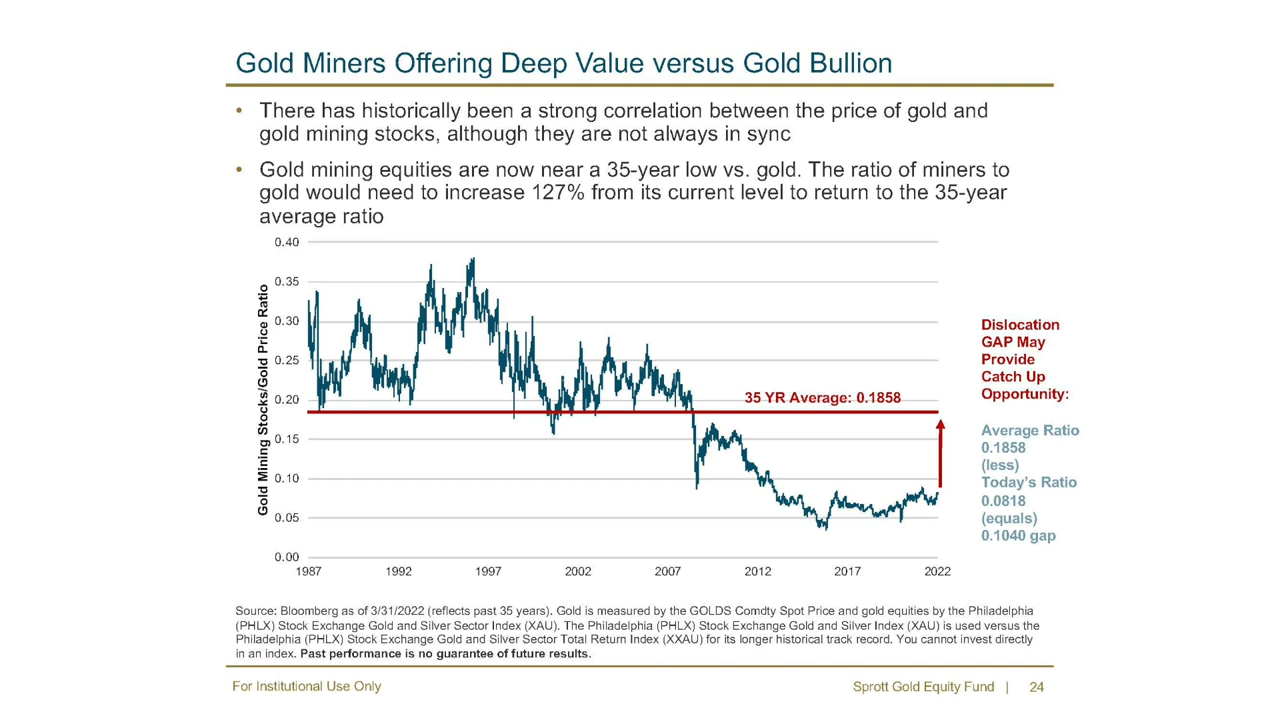 Gold Miners Offering Deep Value versus Gold Bullion
• There has historically been a strong correlation between the price of gold and
gold mining stocks, although they are not always in sync
• Gold mining equities are now near a 35-year low vs. gold. The ratio of miners to
gold would need to increase 127% from its current level to return to the 35-year
average ratio
Gold Mining Stocks/Gold Price Ratio
0.40
0.35
0.30
0.25
0.20
0.15
0.10
0.05
0.00
1987 1992 1997 2002 2007 2012 2017 2022
35 YR Average: 0.1858
Dislocation
GAP May
Provide
Catch Up
Opportunity:
Average Ratio
0.1858
(less)
Today's Ratio
0.0818
(equals)
0.1040 gap
Source: Bloomberg as of 3/31/2022 (reflects past 35 years). Gold is measured by the GOLDS Comdty Spot Price and gold equities by the Philadelphia
(PHLX) Stock Exchange Gold and Silver Sector Index (XAU). The Philadelphia (PHLX) Stock Exchange Gold and Silver Index (XAU) is used versus the
Philadelphia (PHLX) Stock Exchange Gold and Silver Sector Total Return Index (XXAU) for its longer historical track record. You cannot invest directly
in an index. Past performance is no guarantee of future results.
For Institutional Use Only
Sprott Gold Equity Fund | 24